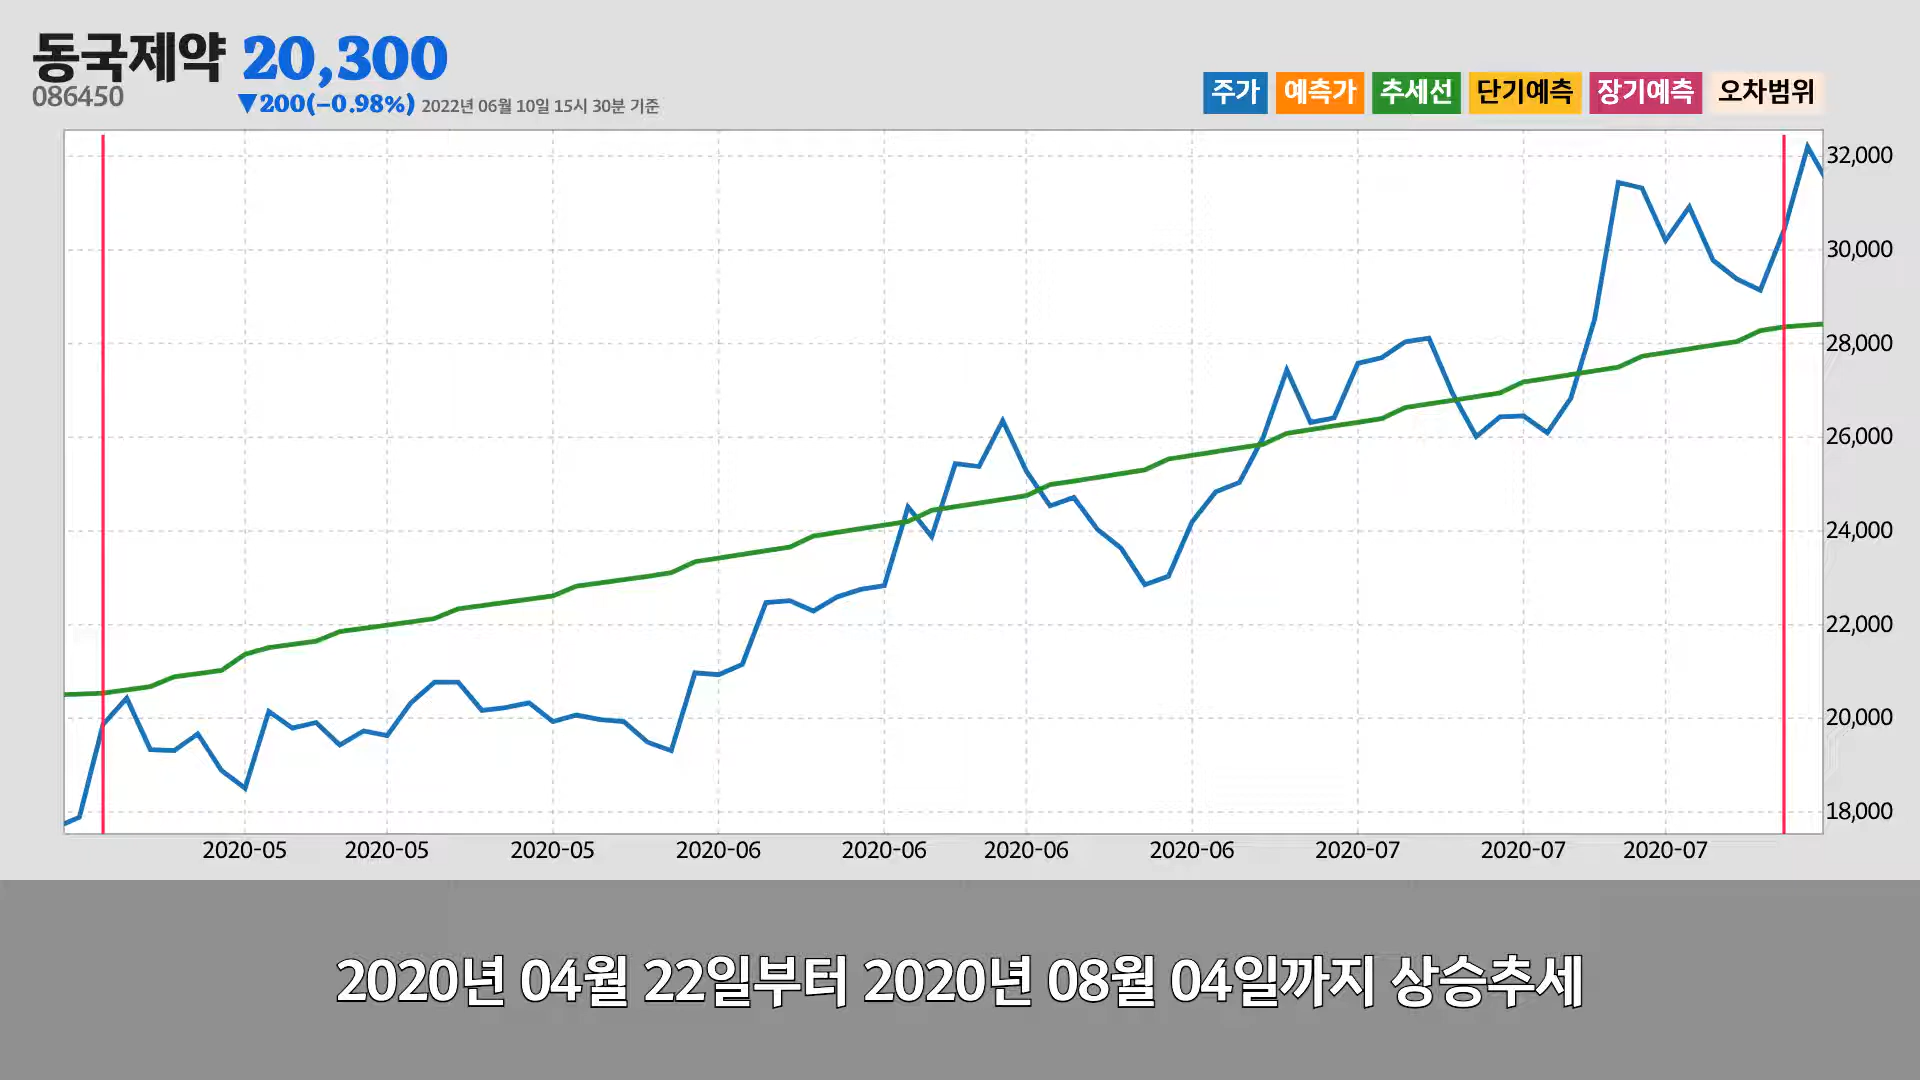 동국제약 20,300
086450
▼200(−0.98%) 2022년 06월 10일 15시 30분 기준
주가 예측가 추세선 단기예측 장기예측 오차범위
32,000
30,000
28,000
26,000
24,000
22,000
20,000
18,000
2020-05 2020-05 2020-05 2020-06 2020-06 2020-06 2020-06 2020-07 2020-07 2020-07
2020년 04월 22일부터 2020년 08월 04일까지 상승추세